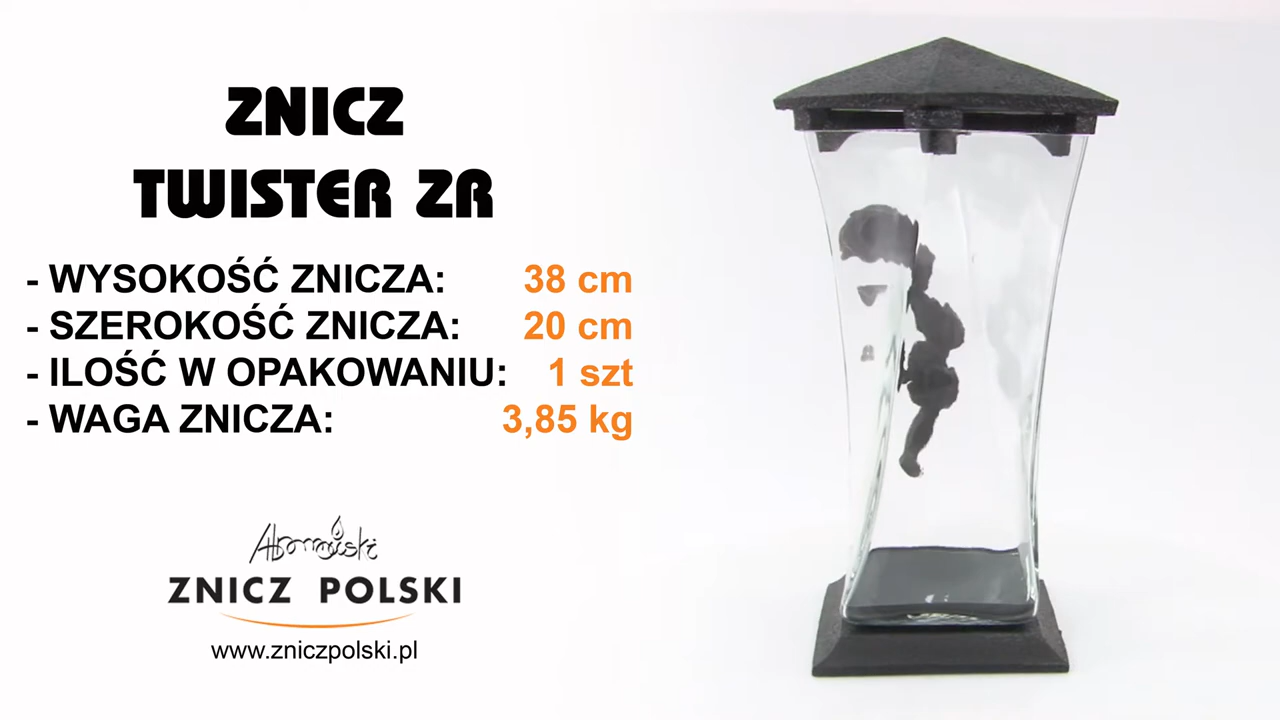 ZNICZ
TWISTER ZR
- WYSOKOŚĆ ZNICZA: 38 cm
- SZEROKOŚĆ ZNICZA: 20 cm
- ILOŚĆ W OPAKOWANIU: 1 szt
- WAGA ZNICZA: 3,85 kg
ZNICZ POLSKI
www.zniczpolski.pl